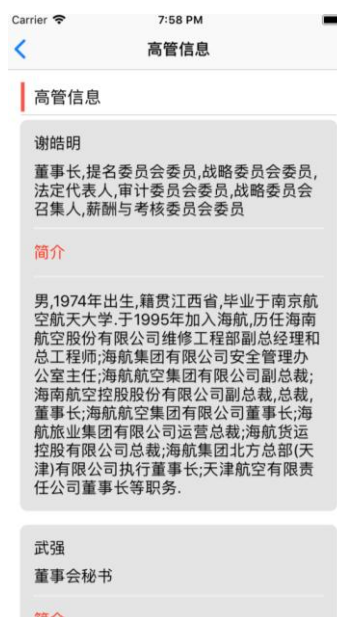 Carrier
7:58 PM
高管信息
高管信息
谢皓明
董事长,提名委员会委员,战略委员会委员,
法定代表人,审计委员会委员,战略委员会
召集人,薪酬与考核委员会委员
简介
男,1974年出生,籍贯江西省,毕业于南京航
空航天大学.于1995年加入海航,历任海南
航空股份有限公司维修工程部副总经理和
总工程师;海航集团有限公司安全管理办
公室主任;海航航空集团有限公司副总裁;
海南航空控股股份有限公司副总裁,总裁,
董事长;海航航空集团有限公司董事长;海
航旅业集团有限公司运营总裁;海航货运
控股有限公司总裁;海航集团北方总部(天
津)有限公司执行董事长;天津航空有限责
任公司董事长等职务.
武强
董事会秘书
简介